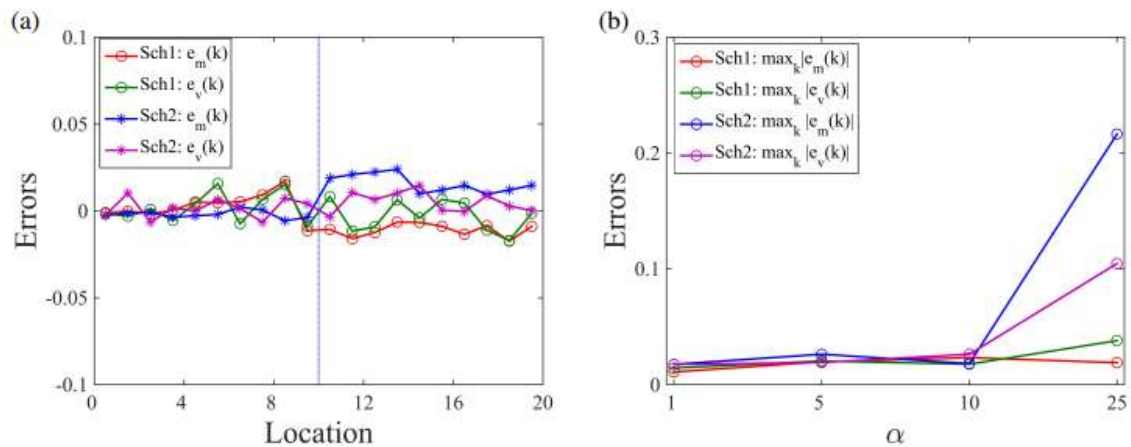 (a)
0.1
0.05
0
-0.05
-0.1
Errors
Sch1: e_m(k)
Sch1: e_v(k)
Sch2: e_m(k)
Sch2: e_v(k)
0 4 8 12 16 20
Location
(b)
0.3
0.2
0.1
0
Errors
Sch1: max_k|e_m(k)|
Sch1: max_k |e_v(k)|
Sch2: max_k |e_m(k)|
Sch2: max_k |e_v(k)|
1 5 10 25
α